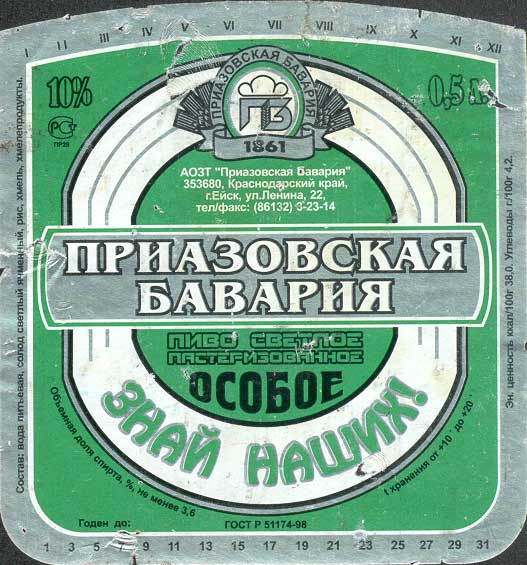 I II III IV V VI VII VIII IX X XI XII
10%
0,5 л.
ПРИАЗОВСКАЯ БАВАРИЯ
ПБ
1861
РСТ
ПР29
АОЗТ "Приазовская Бавария"
353680, Краснодарский край,
г.Ейск, ул.Ленина, 22,
тел/факс: (86132) 3-23-14
ПРИАЗОВСКАЯ
БАВАРИЯ
ПИВО СВЕТЛОЕ
ПАСТЕРИЗОВАННОЕ
ОСОБОЕ
ЗНАЙ НАШИХ!
Состав: вода питьевая, солод светлый ячменный, рис, хмель, хмелепродукты.
Эн. ценность ккал/100г 38,0. Углеводы г/100г 4,2.
Объемная доля спирта, %, не менее 3,6
t хранения от +10˚ до +20˚
Годен до:
ГОСТ Р 51174-98
1 3 5 7 9 11 13 15 17 19 21 23 25 27 29 31